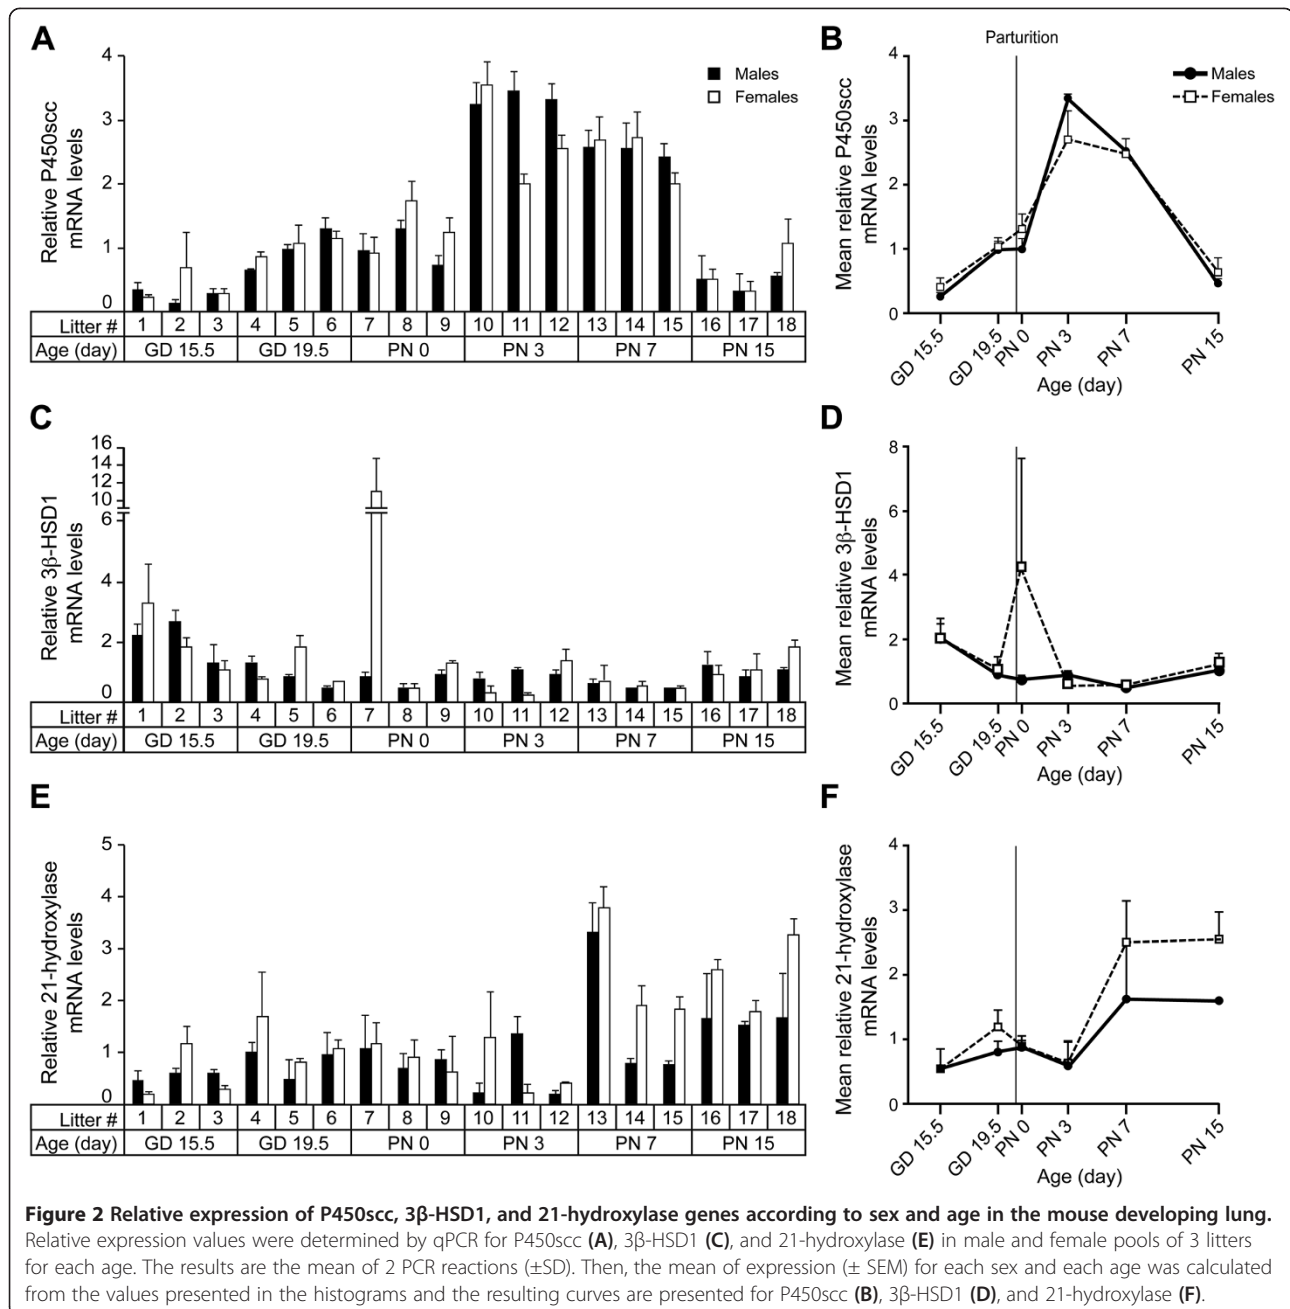 A
Relative P450scc
mRNA levels
4
3
2
1
0
Males
Females
Litter # 1 2 3 4 5 6 7 8 9 10 11 12 13 14 15 16 17 18
Age (day) GD 15.5 GD 19.5 PN 0 PN 3 PN 7 PN 15
B
Parturition
Mean relative P450scc
mRNA levels
4
3
2
1
0
Males
Females
GD 15.5 GD 19.5 PN 0 PN 3 PN 7 PN 15
Age (day)
C
Relative 3β-HSD1
mRNA levels
16
14
12
10
6
4
2
0
Litter # 1 2 3 4 5 6 7 8 9 10 11 12 13 14 15 16 17 18
Age (day) GD 15.5 GD 19.5 PN 0 PN 3 PN 7 PN 15
D
Mean relative 3β-HSD1
mRNA levels
8
6
4
2
0
GD 15.5 GD 19.5 PN 0 PN 3 PN 7 PN 15
Age (day)
E
Relative 21-hydroxylase
mRNA levels
5
4
3
2
1
0
Litter # 1 2 3 4 5 6 7 8 9 10 11 12 13 14 15 16 17 18
Age (day) GD 15.5 GD 19.5 PN 0 PN 3 PN 7 PN 15
F
Mean relative 21-hydroxylase
mRNA levels
4
3
2
1
0
GD 15.5 GD 19.5 PN 0 PN 3 PN 7 PN 15
Age (day)
Figure 2 Relative expression of P450scc, 3β-HSD1, and 21-hydroxylase genes according to sex and age in the mouse developing lung.
Relative expression values were determined by qPCR for P450scc (A), 3β-HSD1 (C), and 21-hydroxylase (E) in male and female pools of 3 litters
for each age. The results are the mean of 2 PCR reactions (±SD). Then, the mean of expression (± SEM) for each sex and each age was calculated
from the values presented in the histograms and the resulting curves are presented for P450scc (B), 3β-HSD1 (D), and 21-hydroxylase (F).